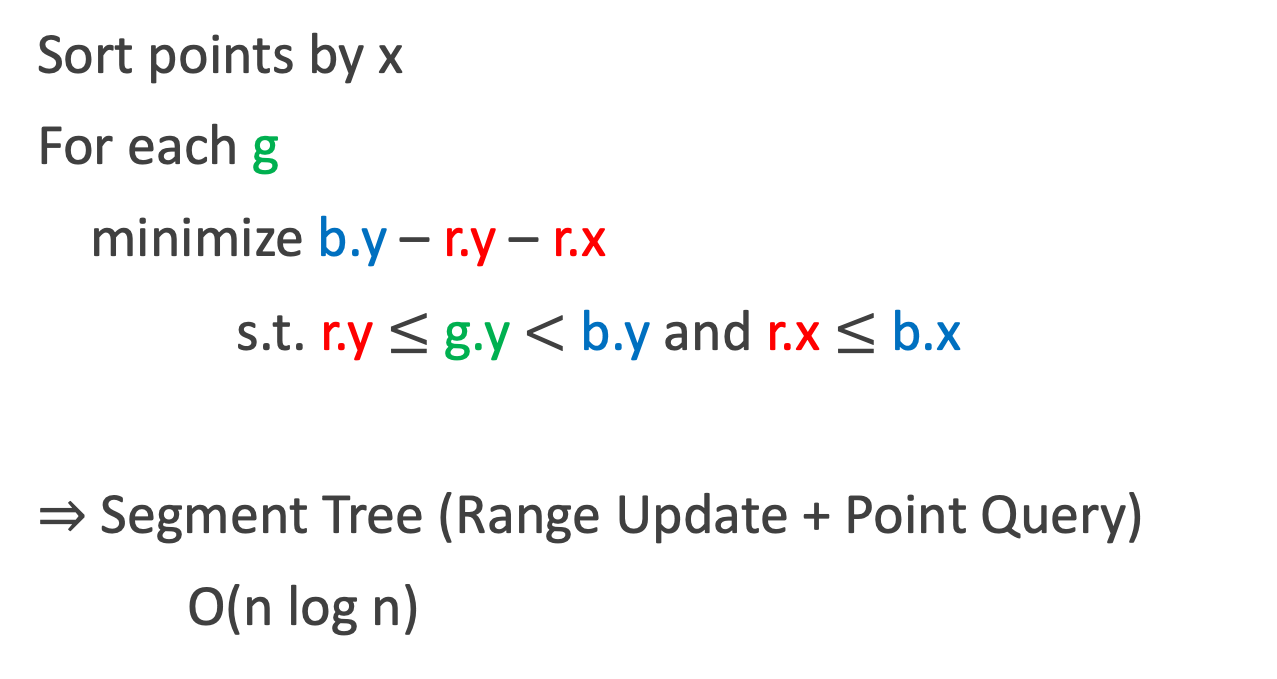 Sort points by x
For each g
minimize b.y – r.y – r.x
s.t. r.y ≤ g.y < b.y and r.x ≤ b.x
⇒ Segment Tree (Range Update + Point Query)
O(n log n)